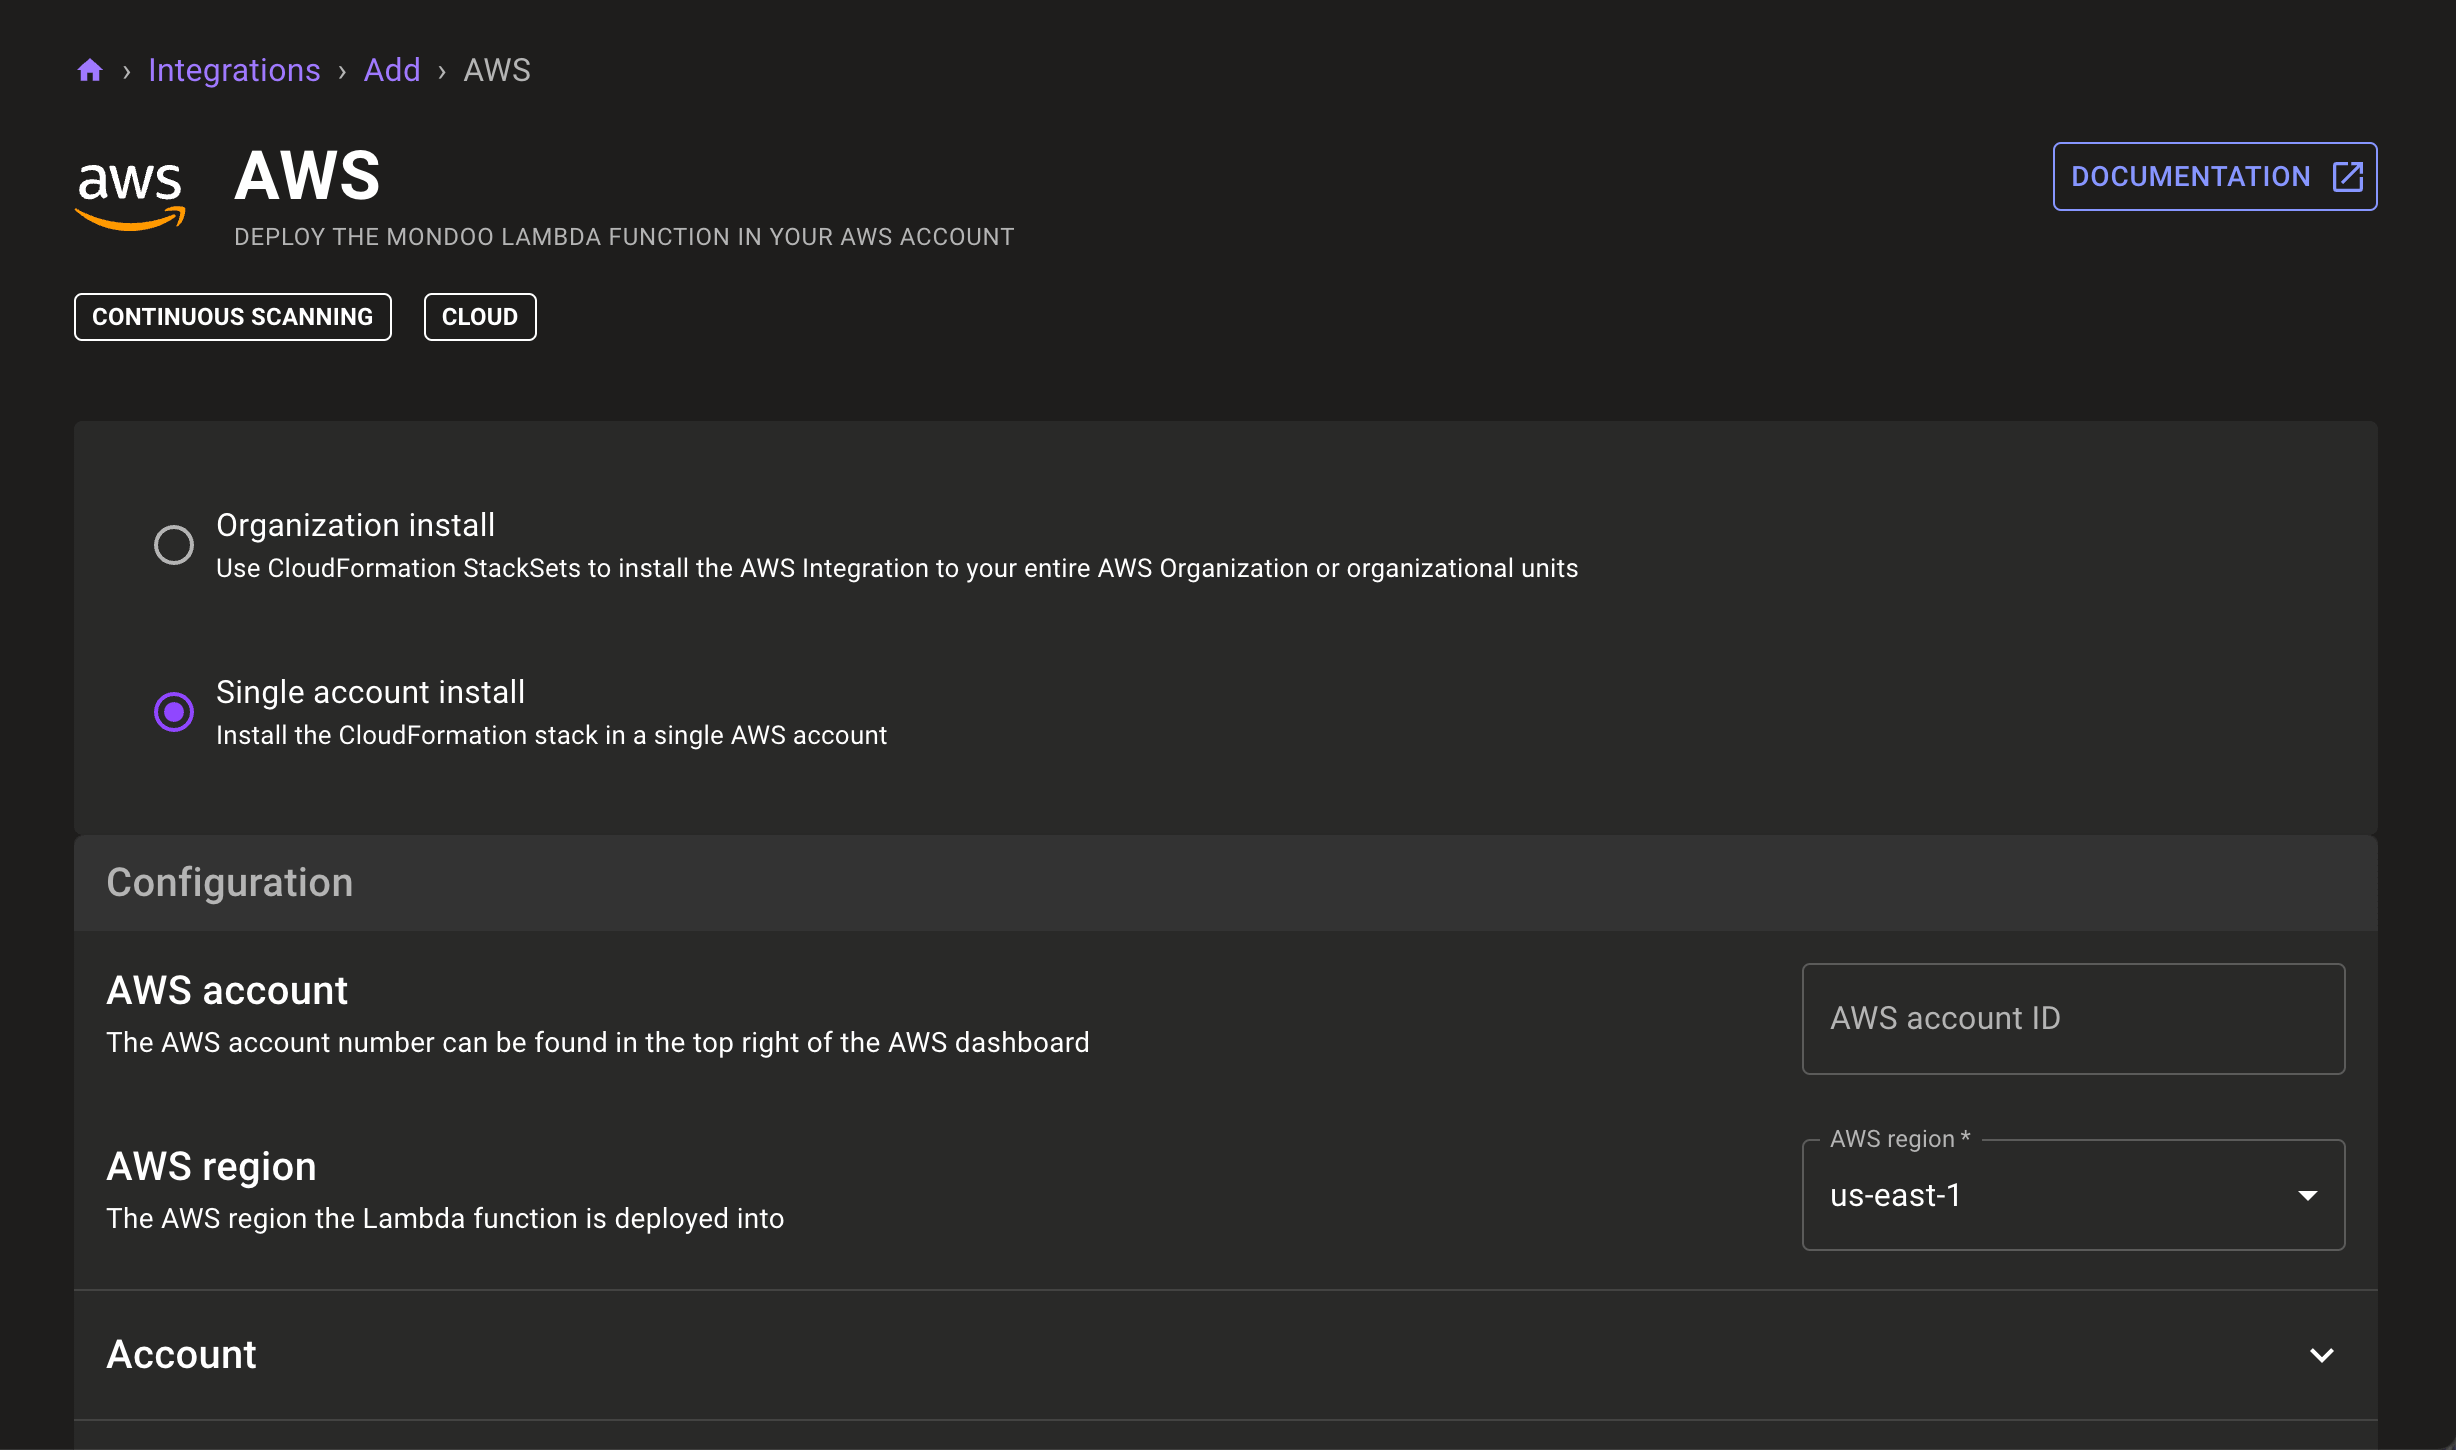 › Integrations › Add › AWS
aws
AWS
DEPLOY THE MONDOO LAMBDA FUNCTION IN YOUR AWS ACCOUNT
DOCUMENTATION
CONTINUOUS SCANNING
CLOUD
Organization install
Use CloudFormation StackSets to install the AWS Integration to your entire AWS Organization or organizational units
Single account install
Install the CloudFormation stack in a single AWS account
Configuration
AWS account
The AWS account number can be found in the top right of the AWS dashboard
AWS account ID
AWS region
The AWS region the Lambda function is deployed into
AWS region *
us-east-1
Account